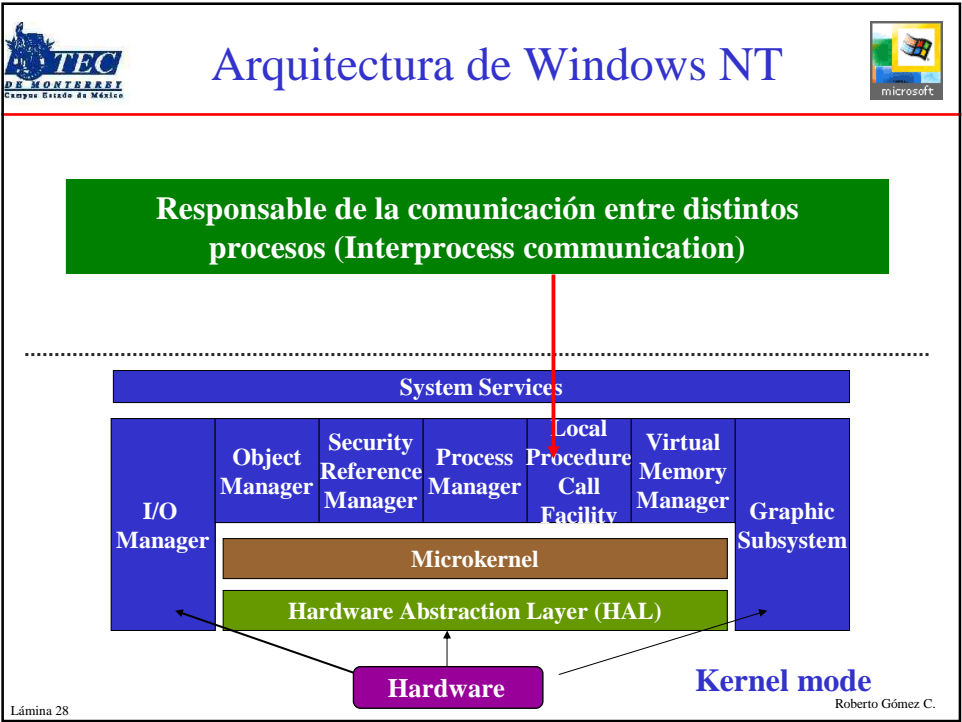 TEC
DE MONTERREY
Campus Estado de México
Arquitectura de Windows NT
microsoft
Responsable de la comunicación entre distintos
procesos (Interprocess communication)
System Services
I/O
Manager
Object
Manager
Security
Reference
Manager
Process
Manager
Local
Procedure
Call
Facility
Virtual
Memory
Manager
Graphic
Subsystem
Microkernel
Hardware Abstraction Layer (HAL)
Hardware
Kernel mode
Lámina 28
Roberto Gómez C.